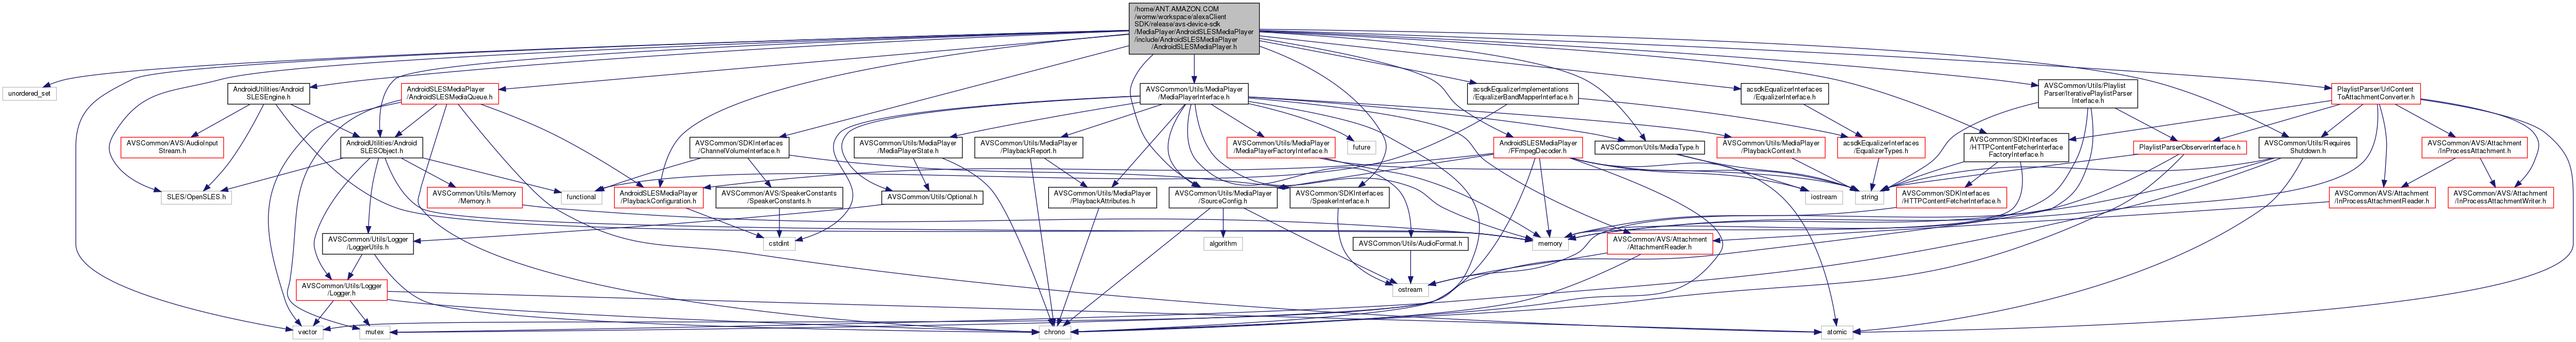 /home/ANT.AMAZON.COM
/womw/workspace/alexaClient
SDK/release/avs-device-sdk
/MediaPlayer/AndroidSLESMediaPlayer
/include/AndroidSLESMediaPlayer
/AndroidSLESMediaPlayer.h
unordered_set
AndroidUtilities/Android
SLESEngine.h
AndroidSLESMediaPlayer
/AndroidSLESMediaQueue.h
AVSCommon/Utils/MediaPlayer
/MediaPlayerInterface.h
acsdkEqualizerImplementations
/EqualizerBandMapperInterface.h
acsdkEqualizerInterfaces
/EqualizerInterface.h
AVSCommon/Utils/Playlist
Parser/IterativePlaylistParser
Interface.h
PlaylistParser/UrlContent
ToAttachmentConverter.h
AVSCommon/AVS/AudioInput
Stream.h
AndroidUtilities/Android
SLESObject.h
AVSCommon/SDKInterfaces
/ChannelVolumeInterface.h
AVSCommon/Utils/MediaPlayer
/MediaPlayerState.h
AVSCommon/Utils/MediaPlayer
/PlaybackReport.h
AVSCommon/Utils/MediaPlayer
/MediaPlayerFactoryInterface.h
future
AndroidSLESMediaPlayer
/FFmpegDecoder.h
AVSCommon/Utils/MediaType.h
AVSCommon/Utils/MediaPlayer
/PlaybackContext.h
acsdkEqualizerInterfaces
/EqualizerTypes.h
AVSCommon/SDKInterfaces
/HTTPContentFetcherInterface
FactoryInterface.h
PlaylistParserObserverInterface.h
AVSCommon/Utils/Requires
Shutdown.h
AVSCommon/AVS/Attachment
/InProcessAttachment.h
SLES/OpenSLES.h
AVSCommon/Utils/Memory
/Memory.h
functional
AndroidSLESMediaPlayer
/PlaybackConfiguration.h
AVSCommon/AVS/SpeakerConstants
/SpeakerConstants.h
AVSCommon/Utils/Optional.h
AVSCommon/Utils/MediaPlayer
/PlaybackAttributes.h
AVSCommon/Utils/MediaPlayer
/SourceConfig.h
AVSCommon/SDKInterfaces
/SpeakerInterface.h
iostream
string
AVSCommon/SDKInterfaces
/HTTPContentFetcherInterface.h
AVSCommon/AVS/Attachment
/InProcessAttachmentReader.h
AVSCommon/AVS/Attachment
/InProcessAttachmentWriter.h
AVSCommon/Utils/Logger
/LoggerUtils.h
cstdint
algorithm
AVSCommon/Utils/AudioFormat.h
memory
AVSCommon/AVS/Attachment
/AttachmentReader.h
AVSCommon/Utils/Logger
/Logger.h
ostream
vector
mutex
chrono
atomic